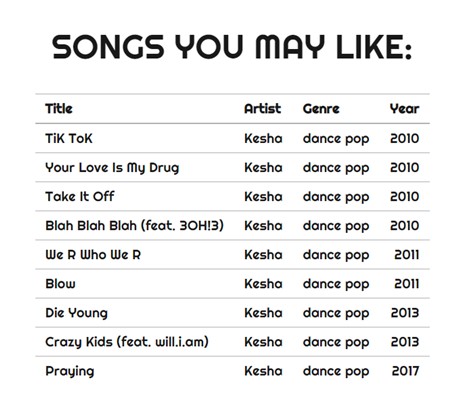 SONGS YOU MAY LIKE:
Title Artist Genre Year
TiK ToK Kesha dance pop 2010
Your Love Is My Drug Kesha dance pop 2010
Take It Off Kesha dance pop 2010
Blah Blah Blah (feat. 3OH!3) Kesha dance pop 2010
We R Who We R Kesha dance pop 2011
Blow Kesha dance pop 2011
Die Young Kesha dance pop 2013
Crazy Kids (feat. will.i.am) Kesha dance pop 2013
Praying Kesha dance pop 2017